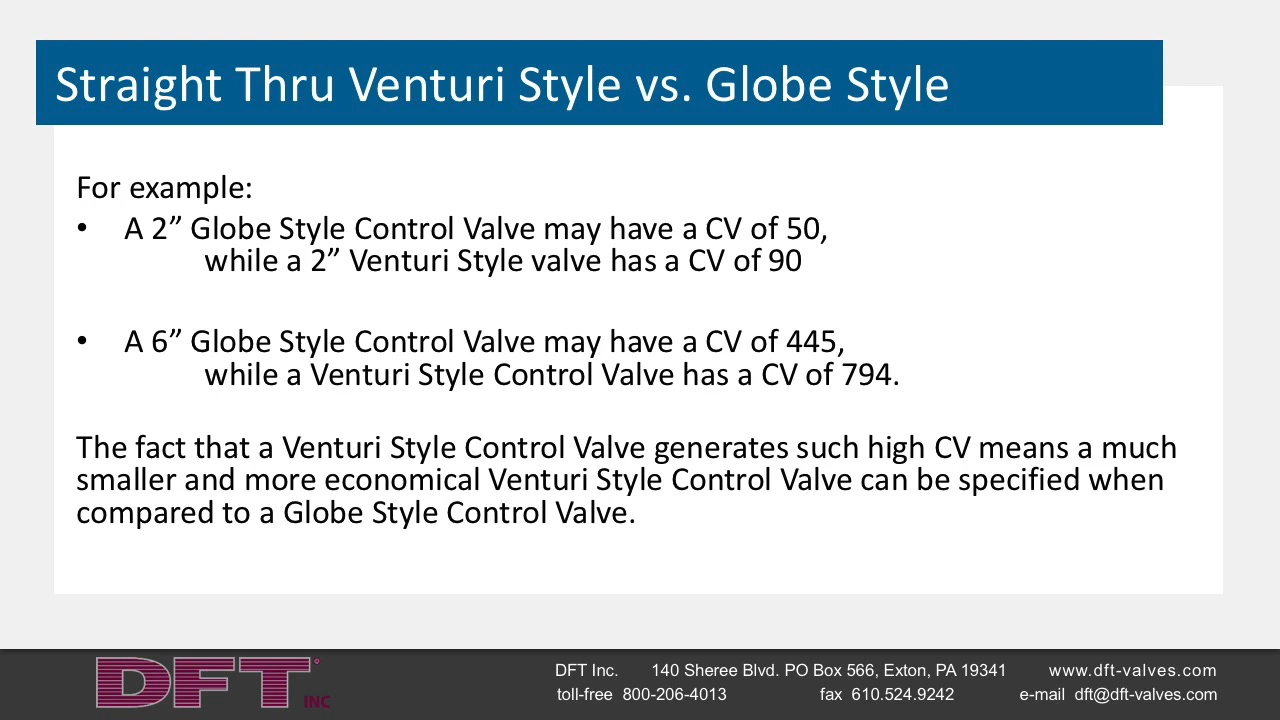 Straight Thru Venturi Style vs. Globe Style
For example:
• A 2” Globe Style Control Valve may have a CV of 50,
while a 2” Venturi Style valve has a CV of 90
• A 6” Globe Style Control Valve may have a CV of 445,
while a Venturi Style Control Valve has a CV of 794.
The fact that a Venturi Style Control Valve generates such high CV means a much
smaller and more economical Venturi Style Control Valve can be specified when
compared to a Globe Style Control Valve.
DFT INC
DFT Inc. 140 Sheree Blvd. PO Box 566, Exton, PA 19341 www.dft-valves.com
toll-free 800-206-4013 fax 610.524.9242 e-mail dft@dft-valves.com